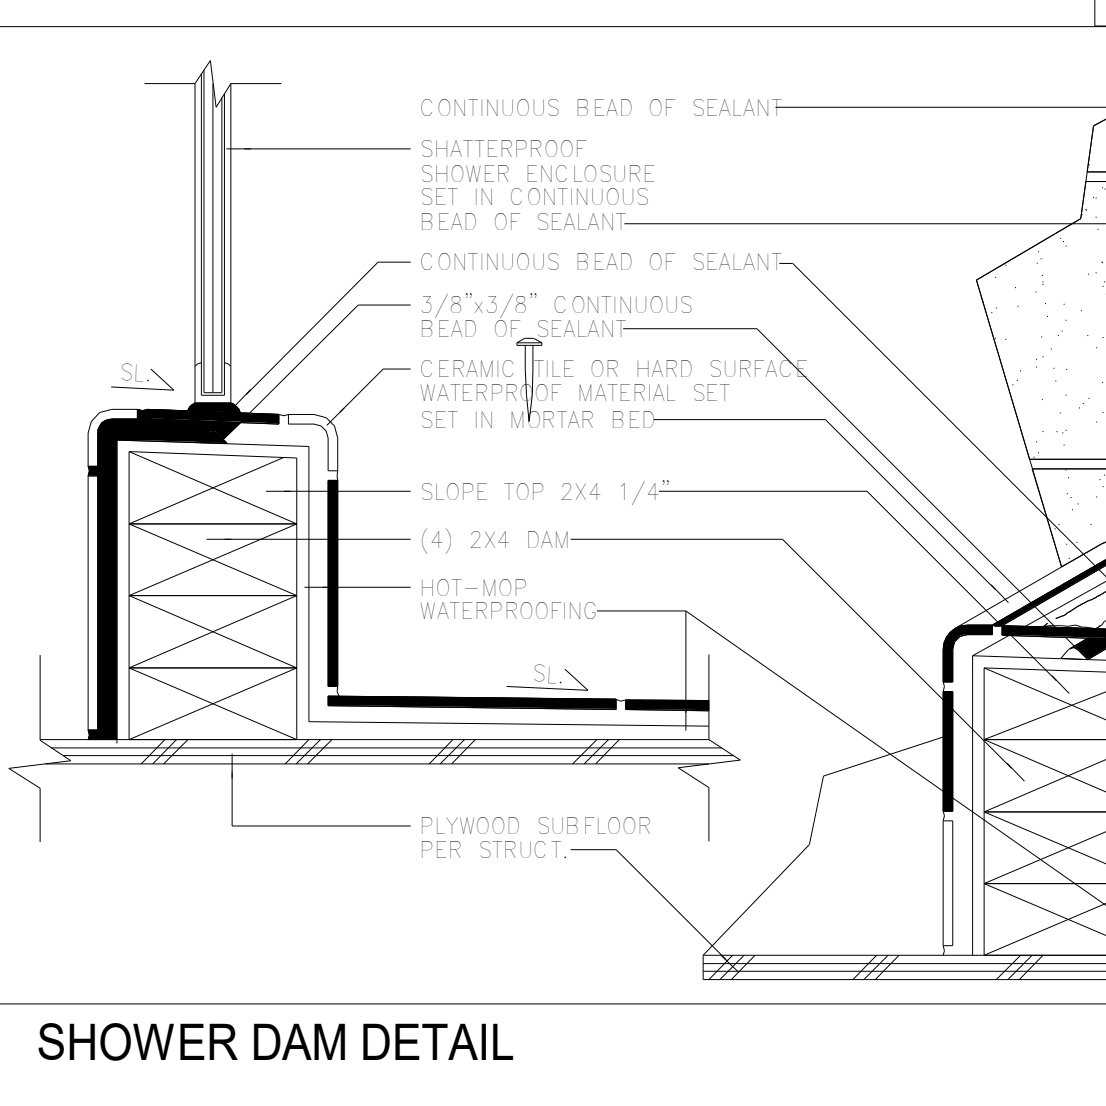 CONTINUOUS BEAD OF SEALANT
SHATTERPROOF
SHOWER ENCLOSURE
SET IN CONTINUOUS
BEAD OF SEALANT
CONTINUOUS BEAD OF SEALANT
3/8"x3/8" CONTINUOUS
BEAD OF SEALANT
SL.
CERAMIC TILE OR HARD SURFACE
WATERPROOF MATERIAL SET
SET IN MORTAR BED
SLOPE TOP 2X4 1/4"
(4) 2X4 DAM
HOT-MOP
WATERPROOFING
SL.
PLYWOOD SUBFLOOR
PER STRUCT.
SHOWER DAM DETAIL